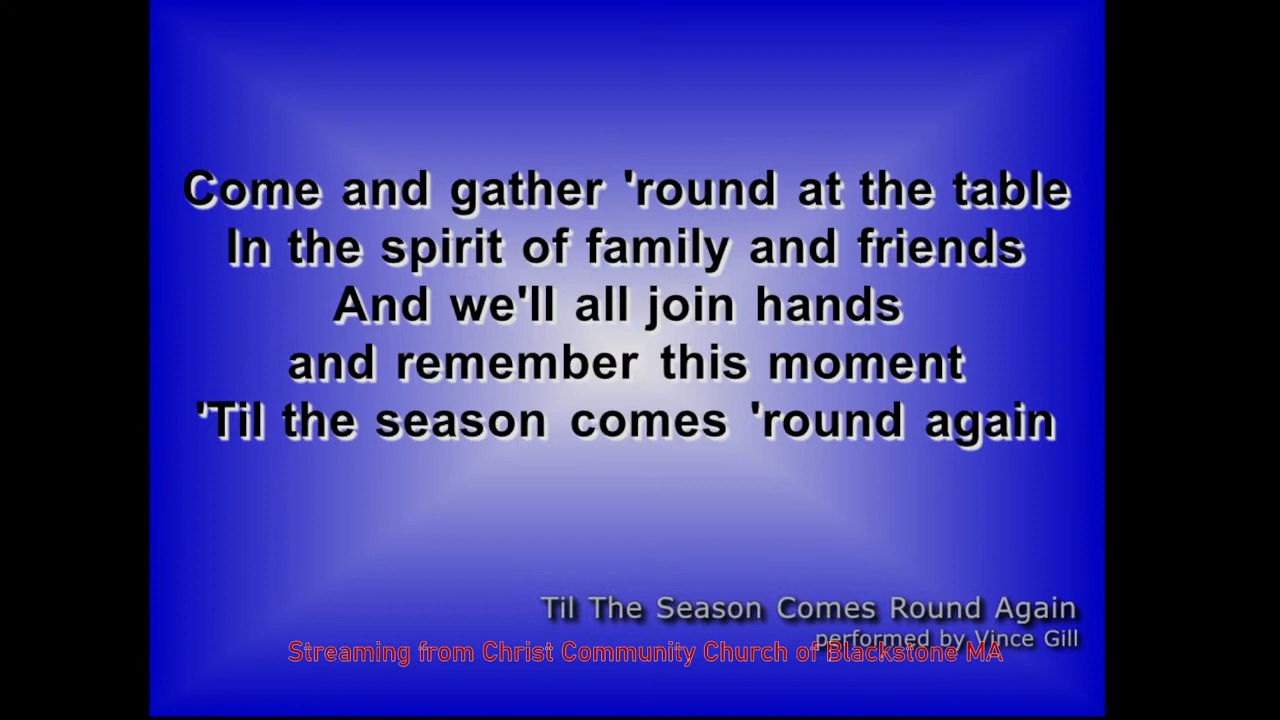 Come and gather 'round at the table
In the spirit of family and friends
And we'll all join hands
and remember this moment
'Til the season comes 'round again
Til The Season Comes Round Again
performed by Vince Gill
Streaming from Christ Community Church of Blackstone MA